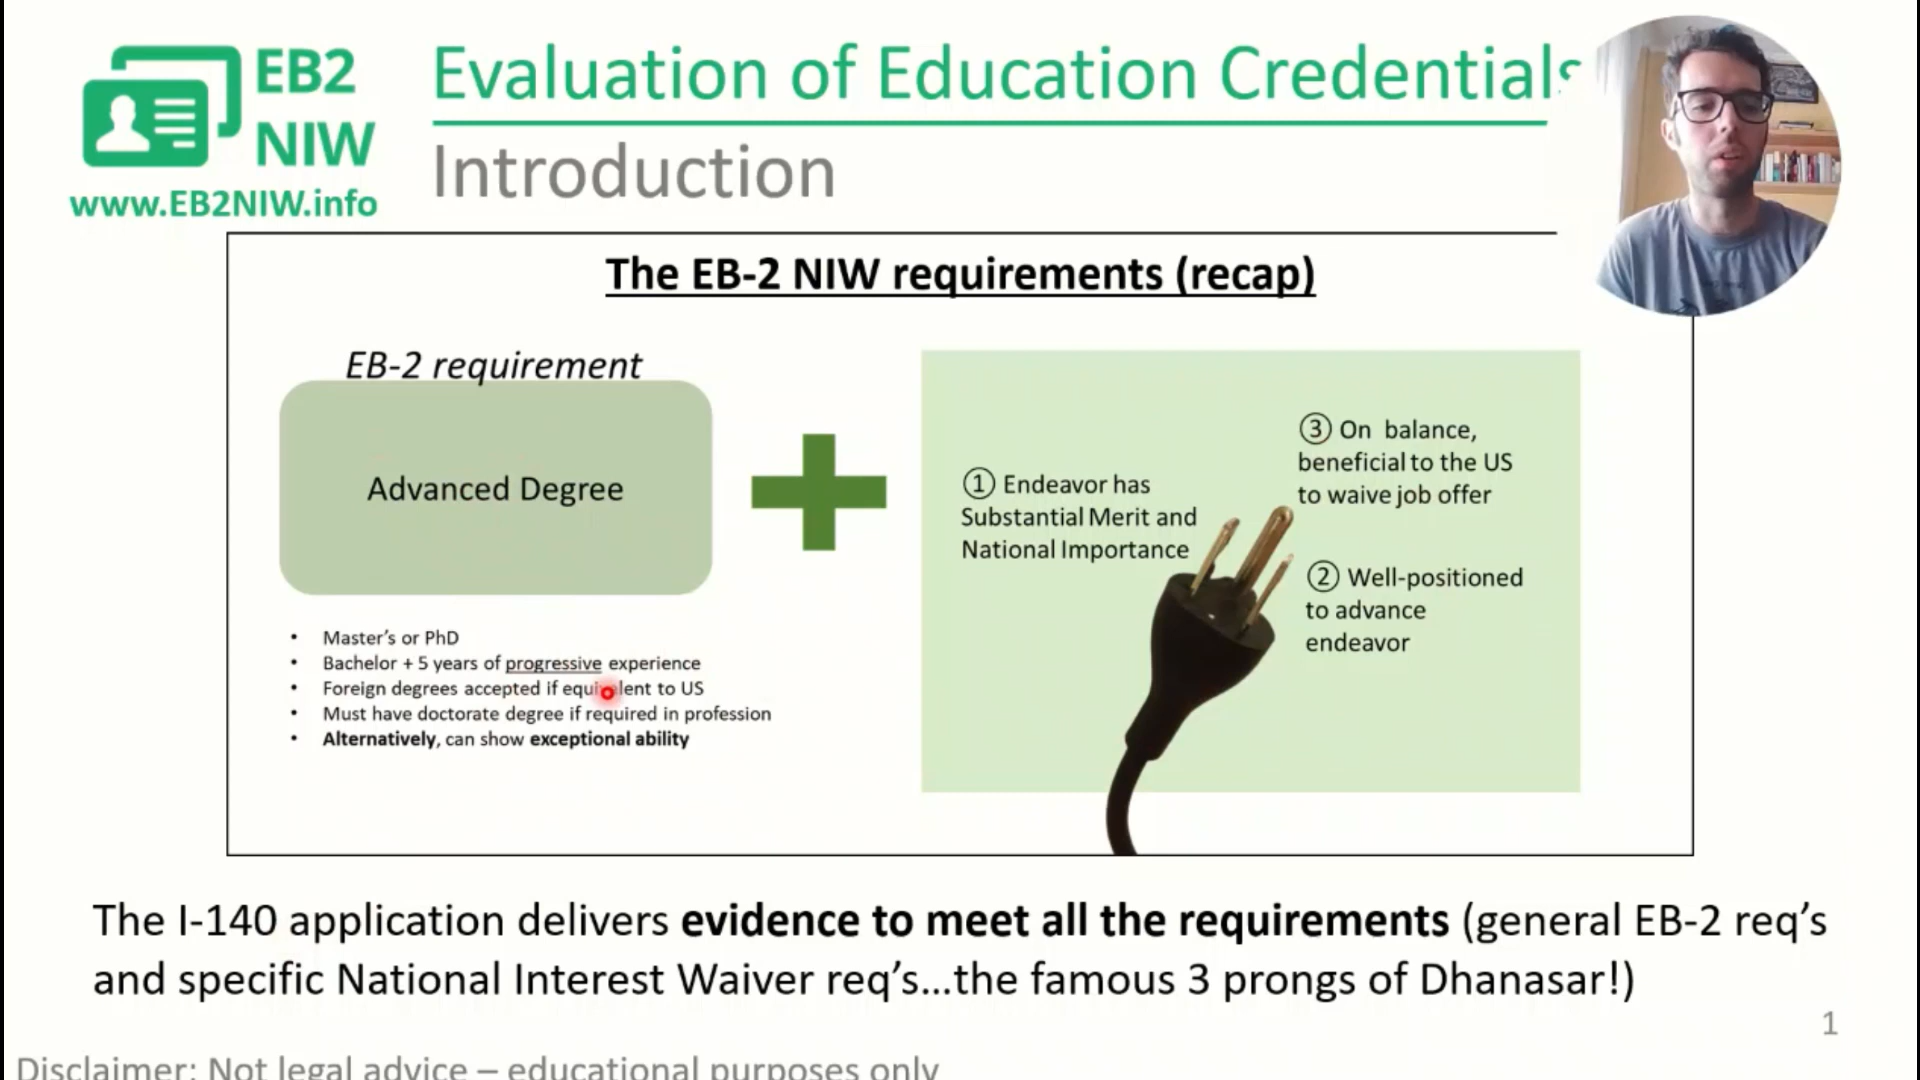 EB2
NIW
www.EB2NIW.info
Evaluation of Education Credentials
Introduction
The EB-2 NIW requirements (recap)
EB-2 requirement
Advanced Degree
• Master’s or PhD
• Bachelor + 5 years of progressive experience
• Foreign degrees accepted if equivalent to US
• Must have doctorate degree if required in profession
• Alternatively, can show exceptional ability
① Endeavor has
Substantial Merit and
National Importance
③ On balance,
beneficial to the US
to waive job offer
② Well-positioned
to advance
endeavor
The I-140 application delivers evidence to meet all the requirements (general EB-2 req’s
and specific National Interest Waiver req’s...the famous 3 prongs of Dhanasar!)
1
Disclaimer: Not legal advice – educational purposes only